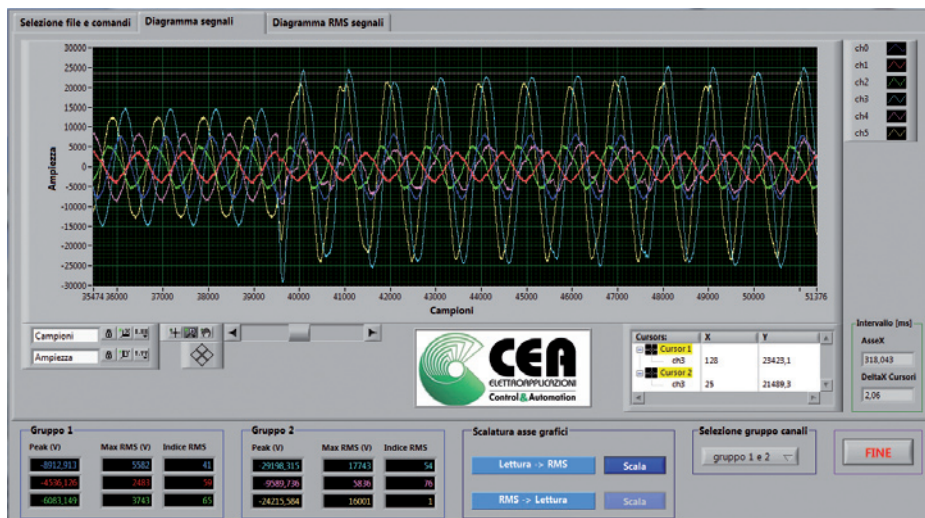 Selezione file e comandi
Diagramma segnali
Diagramma RMS segnali
30000
25000
20000
15000
10000
5000
0
-5000
-10000
-15000
-20000
-25000
-30000
Ampiezza
35474 36000 37000 38000 39000 40000 41000 42000 43000 44000 45000 46000 47000 48000 49000 50000 51376
Campioni
ch0
ch1
ch2
ch3
ch4
ch5
Campioni
Ampiezza
CEA
ELETTROAPPLICAZIONI
Control&Automation
Cursors: X Y
Cursor 1
ch3 128 23423,1
Cursor 2
ch3 25 21489,3
Intervallo [ms]
AsseX
318,043
DeltaX Cursori
2,06
Gruppo 1
Peak (V) Max RMS (V) Indice RMS
-8912,913 5582 41
-4536,126 2483 59
-6083,149 3743 65
Gruppo 2
Peak (V) Max RMS (V) Indice RMS
-29198,315 17743 54
-9589,736 5836 76
-24215,584 16001 1
Scalatura asse grafici
Lettura -> RMS Scala
RMS -> Lettura Scala
Selezione gruppo canali
gruppo 1 e 2
FINE